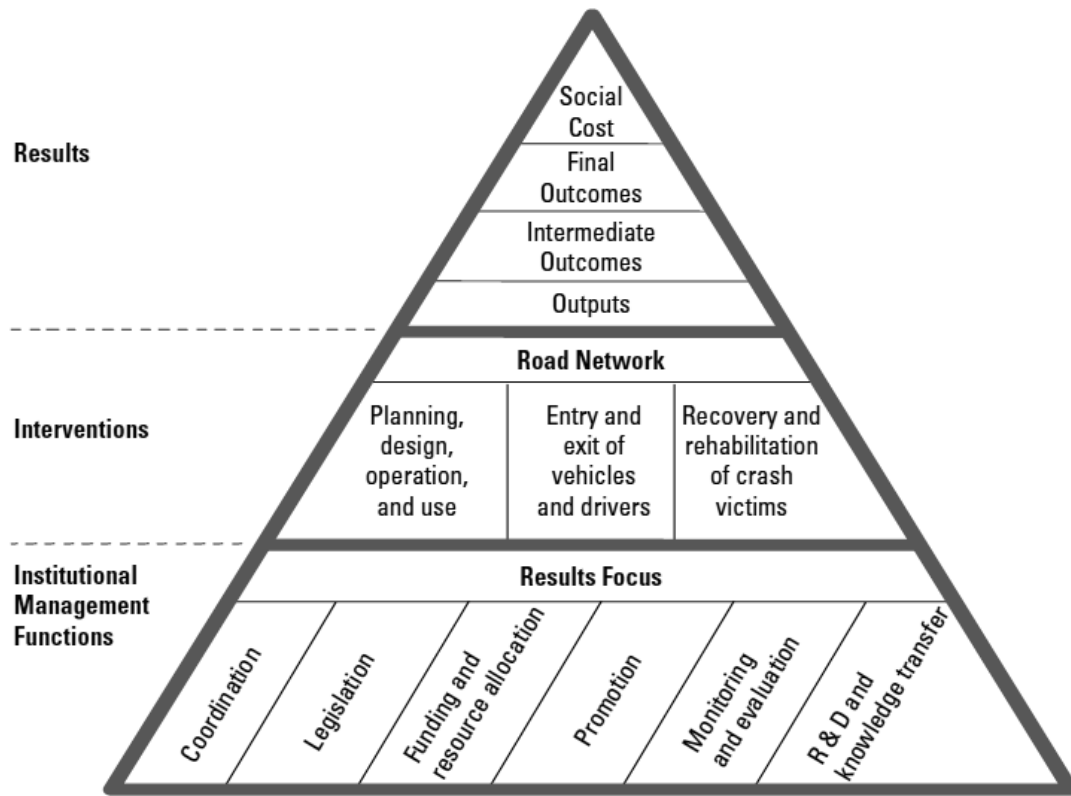 Results
Social
Cost
Final
Outcomes
Intermediate
Outcomes
Outputs
Interventions
Road Network
Planning,
design,
operation,
and use
Entry and
exit of
vehicles
and drivers
Recovery and
rehabilitation
of crash
victims
Institutional
Management
Functions
Results Focus
Coordination
Legislation
Funding and
resource allocation
Promotion
Monitoring
and evaluation
R & D and
knowledge transfer